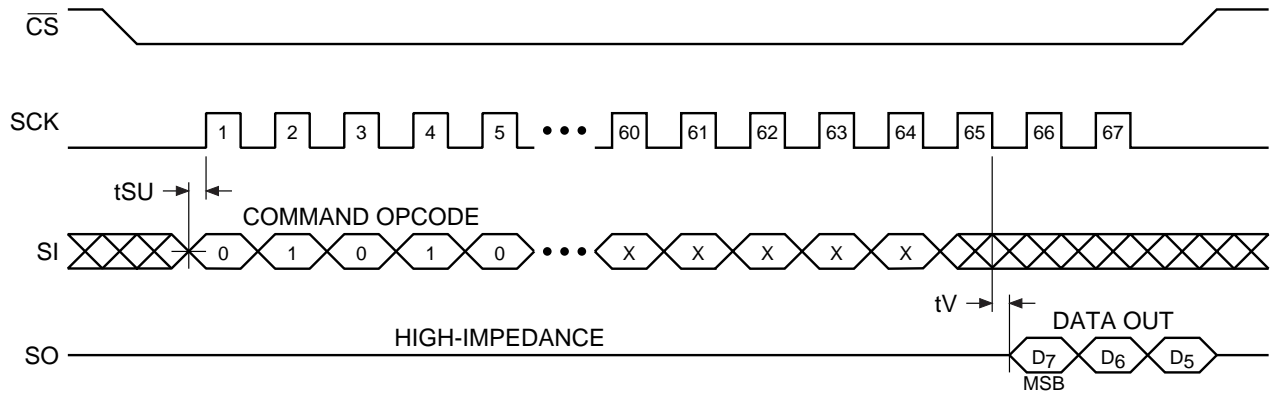 CS
SCK
1 2 3 4 5 ••• 60 61 62 63 64 65 66 67
tSU
COMMAND OPCODE
SI
0 1 0 1 0 ••• X X X X X
tV
DATA OUT
HIGH-IMPEDANCE
SO
D7 D6 D5
MSB